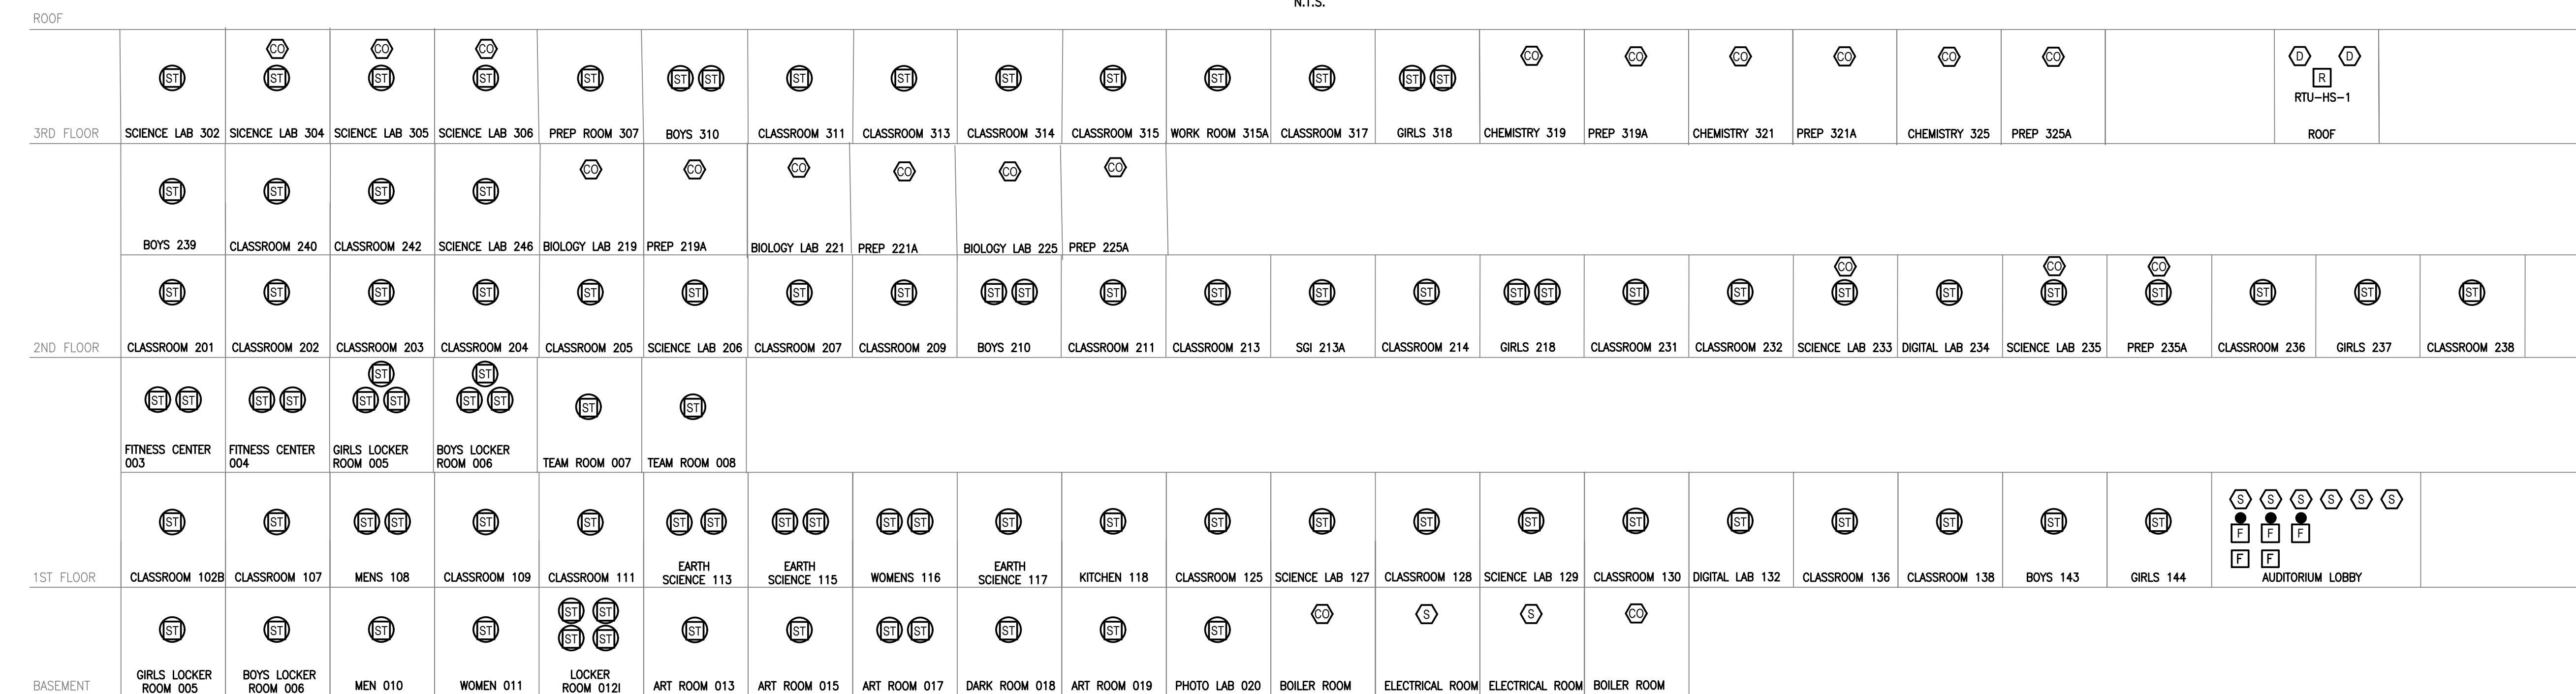 N.T.S.
ROOF
CO CO CO CO CO CO CO CO CO D D
ST ST ST ST ST ST ST ST ST ST ST ST ST ST ST R
RTU-HS-1
3RD FLOOR SCIENCE LAB 302 SICENCE LAB 304 SCIENCE LAB 305 SCIENCE LAB 306 PREP ROOM 307 BOYS 310 CLASSROOM 311 CLASSROOM 313 CLASSROOM 314 CLASSROOM 315 WORK ROOM 315A CLASSROOM 317 GIRLS 318 CHEMISTRY 319 PREP 319A CHEMISTRY 321 PREP 321A CHEMISTRY 325 PREP 325A ROOF
CO CO CO CO CO CO
ST ST ST ST
BOYS 239 CLASSROOM 240 CLASSROOM 242 SCIENCE LAB 246 BIOLOGY LAB 219 PREP 219A BIOLOGY LAB 221 PREP 221A BIOLOGY LAB 225 PREP 225A
CO CO CO
ST ST ST ST ST ST ST ST ST ST ST ST ST ST ST ST ST ST ST ST ST ST ST ST ST
2ND FLOOR CLASSROOM 201 CLASSROOM 202 CLASSROOM 203 CLASSROOM 204 CLASSROOM 205 SCIENCE LAB 206 CLASSROOM 207 CLASSROOM 209 BOYS 210 CLASSROOM 211 CLASSROOM 213 SGI 213A CLASSROOM 214 GIRLS 218 CLASSROOM 231 CLASSROOM 232 SCIENCE LAB 233 DIGITAL LAB 234 SCIENCE LAB 235 PREP 235A CLASSROOM 236 GIRLS 237 CLASSROOM 238
ST ST
ST ST ST ST ST ST ST ST ST ST
FITNESS CENTER 003 FITNESS CENTER 004 GIRLS LOCKER ROOM 005 BOYS LOCKER ROOM 006 TEAM ROOM 007 TEAM ROOM 008
S S S S S S
ST ST ST ST ST ST ST ST ST ST ST ST ST ST ST ST ST ST ST ST ST ST ST ST F F F
F F
1ST FLOOR CLASSROOM 102B CLASSROOM 107 MENS 108 CLASSROOM 109 CLASSROOM 111 EARTH SCIENCE 113 EARTH SCIENCE 115 WOMENS 116 EARTH SCIENCE 117 KITCHEN 118 CLASSROOM 125 SCIENCE LAB 127 CLASSROOM 128 SCIENCE LAB 129 CLASSROOM 130 DIGITAL LAB 132 CLASSROOM 136 CLASSROOM 138 BOYS 143 GIRLS 144 AUDITORIUM LOBBY
ST ST CO S S CO
ST ST ST ST ST ST ST ST ST ST ST ST ST ST
BASEMENT GIRLS LOCKER ROOM 005 BOYS LOCKER ROOM 006 MEN 010 WOMEN 011 LOCKER ROOM 012I ART ROOM 013 ART ROOM 015 ART ROOM 017 DARK ROOM 018 ART ROOM 019 PHOTO LAB 020 BOILER ROOM ELECTRICAL ROOM ELECTRICAL ROOM BOILER ROOM